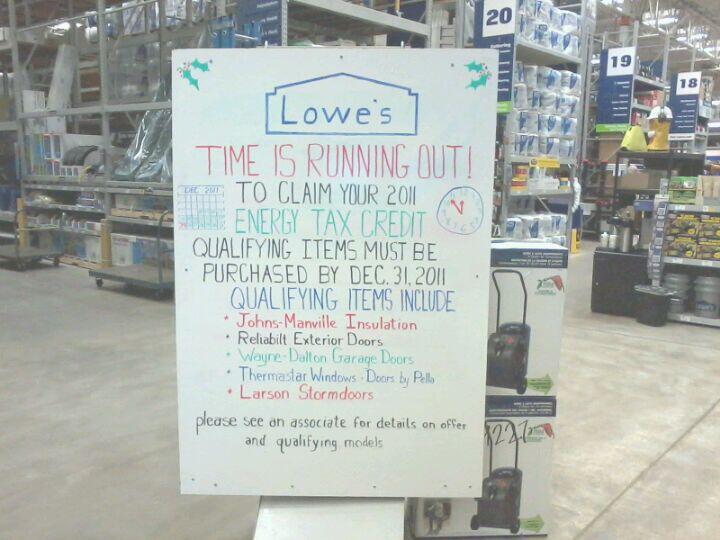 Lowe's
TIME IS RUNNING OUT!
DEC. 2011
TO CLAIM YOUR 2011
ENERGY TAX CREDIT
QUALIFYING ITEMS MUST BE
PURCHASED BY DEC. 31, 2011
QUALIFYING ITEMS INCLUDE
* Johns-Manville Insulation
* Reliabilt Exterior Doors
* Wayne-Dalton Garage Doors
* Thermastar Windows - Doors by Pella
* Larson Stormdoors
please see an associate for details on offer
and qualifying models
20
19
18